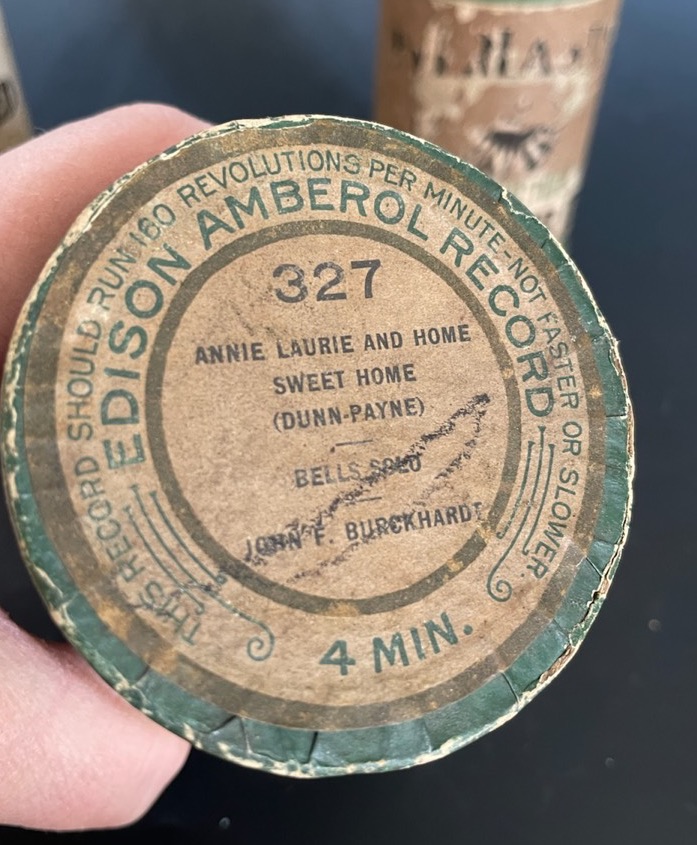 THIS RECORD SHOULD RUN 160 REVOLUTIONS PER MINUTE-NOT FASTER OR SLOWER.
EDISON AMBEROL RECORD
327
ANNIE LAURIE AND HOME
SWEET HOME
(DUNN-PAYNE)
BELLS SOLO
JOHN F. BURCKHARDT
4 MIN.